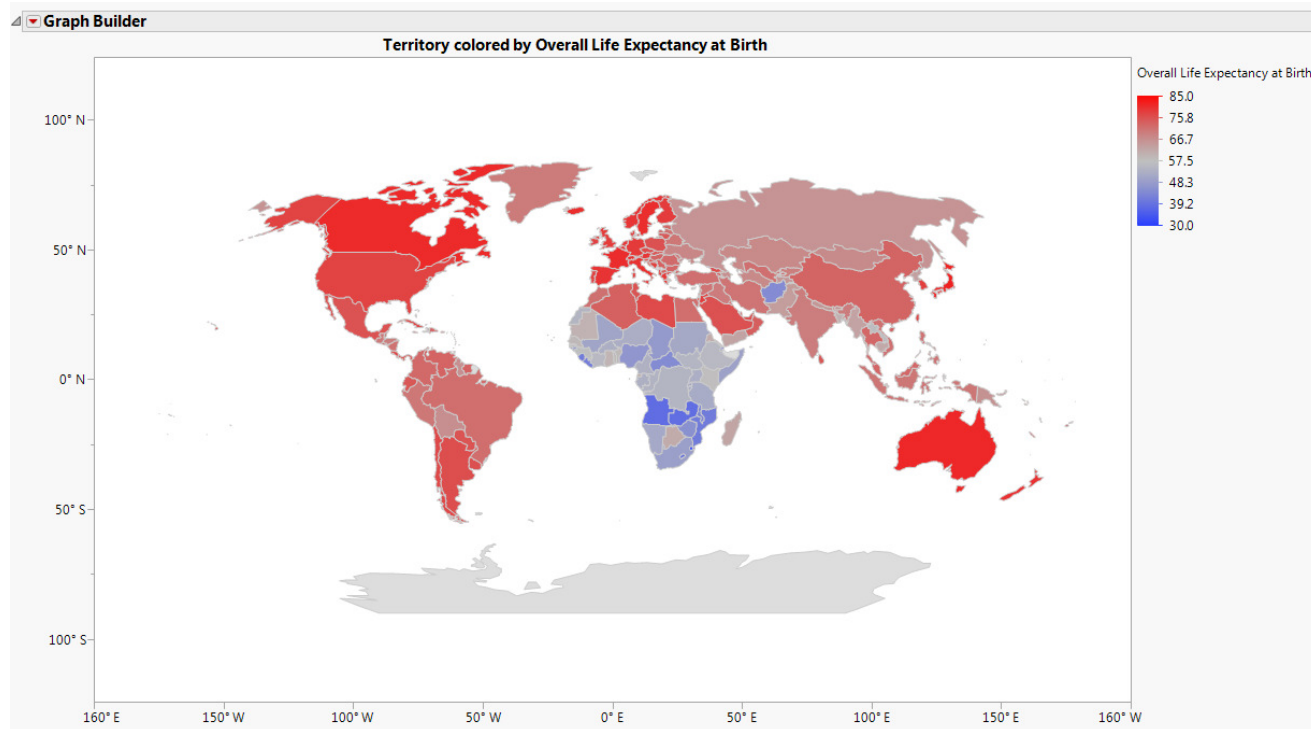 Graph Builder
Territory colored by Overall Life Expectancy at Birth
Overall Life Expectancy at Birth
85.0
75.8
66.7
57.5
48.3
39.2
30.0
100° N
50° N
0° N
50° S
100° S
160° E
150° W
100° W
50° W
0° E
50° E
100° E
150° E
160° W